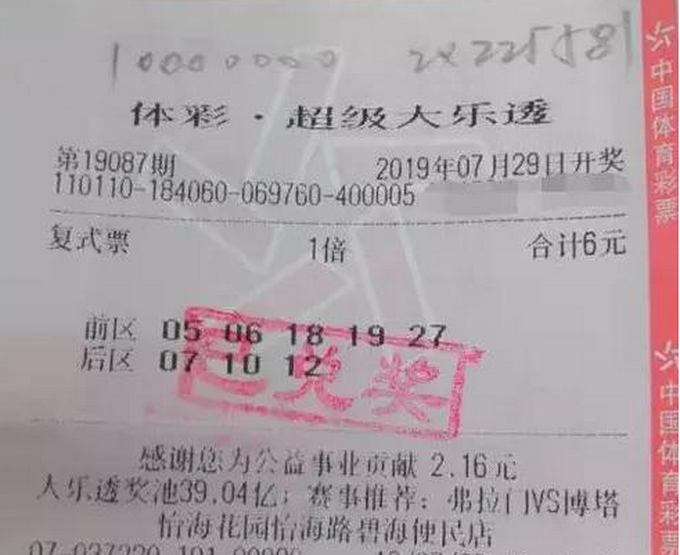 10000000 2x225581
体彩·超级大乐透
第19087期 2019年07月29日开奖
110110-184060-069760-400005
复式票 1倍 合计6元
前区 05 06 18 19 27
后区 07 10 12
已兑奖
感谢您为公益事业贡献 2.16元
大乐透奖池39.04亿; 赛事推荐: 弗拉门VS博塔
怡海花园怡海路碧海便民店
中国体育彩票
中国体育彩票